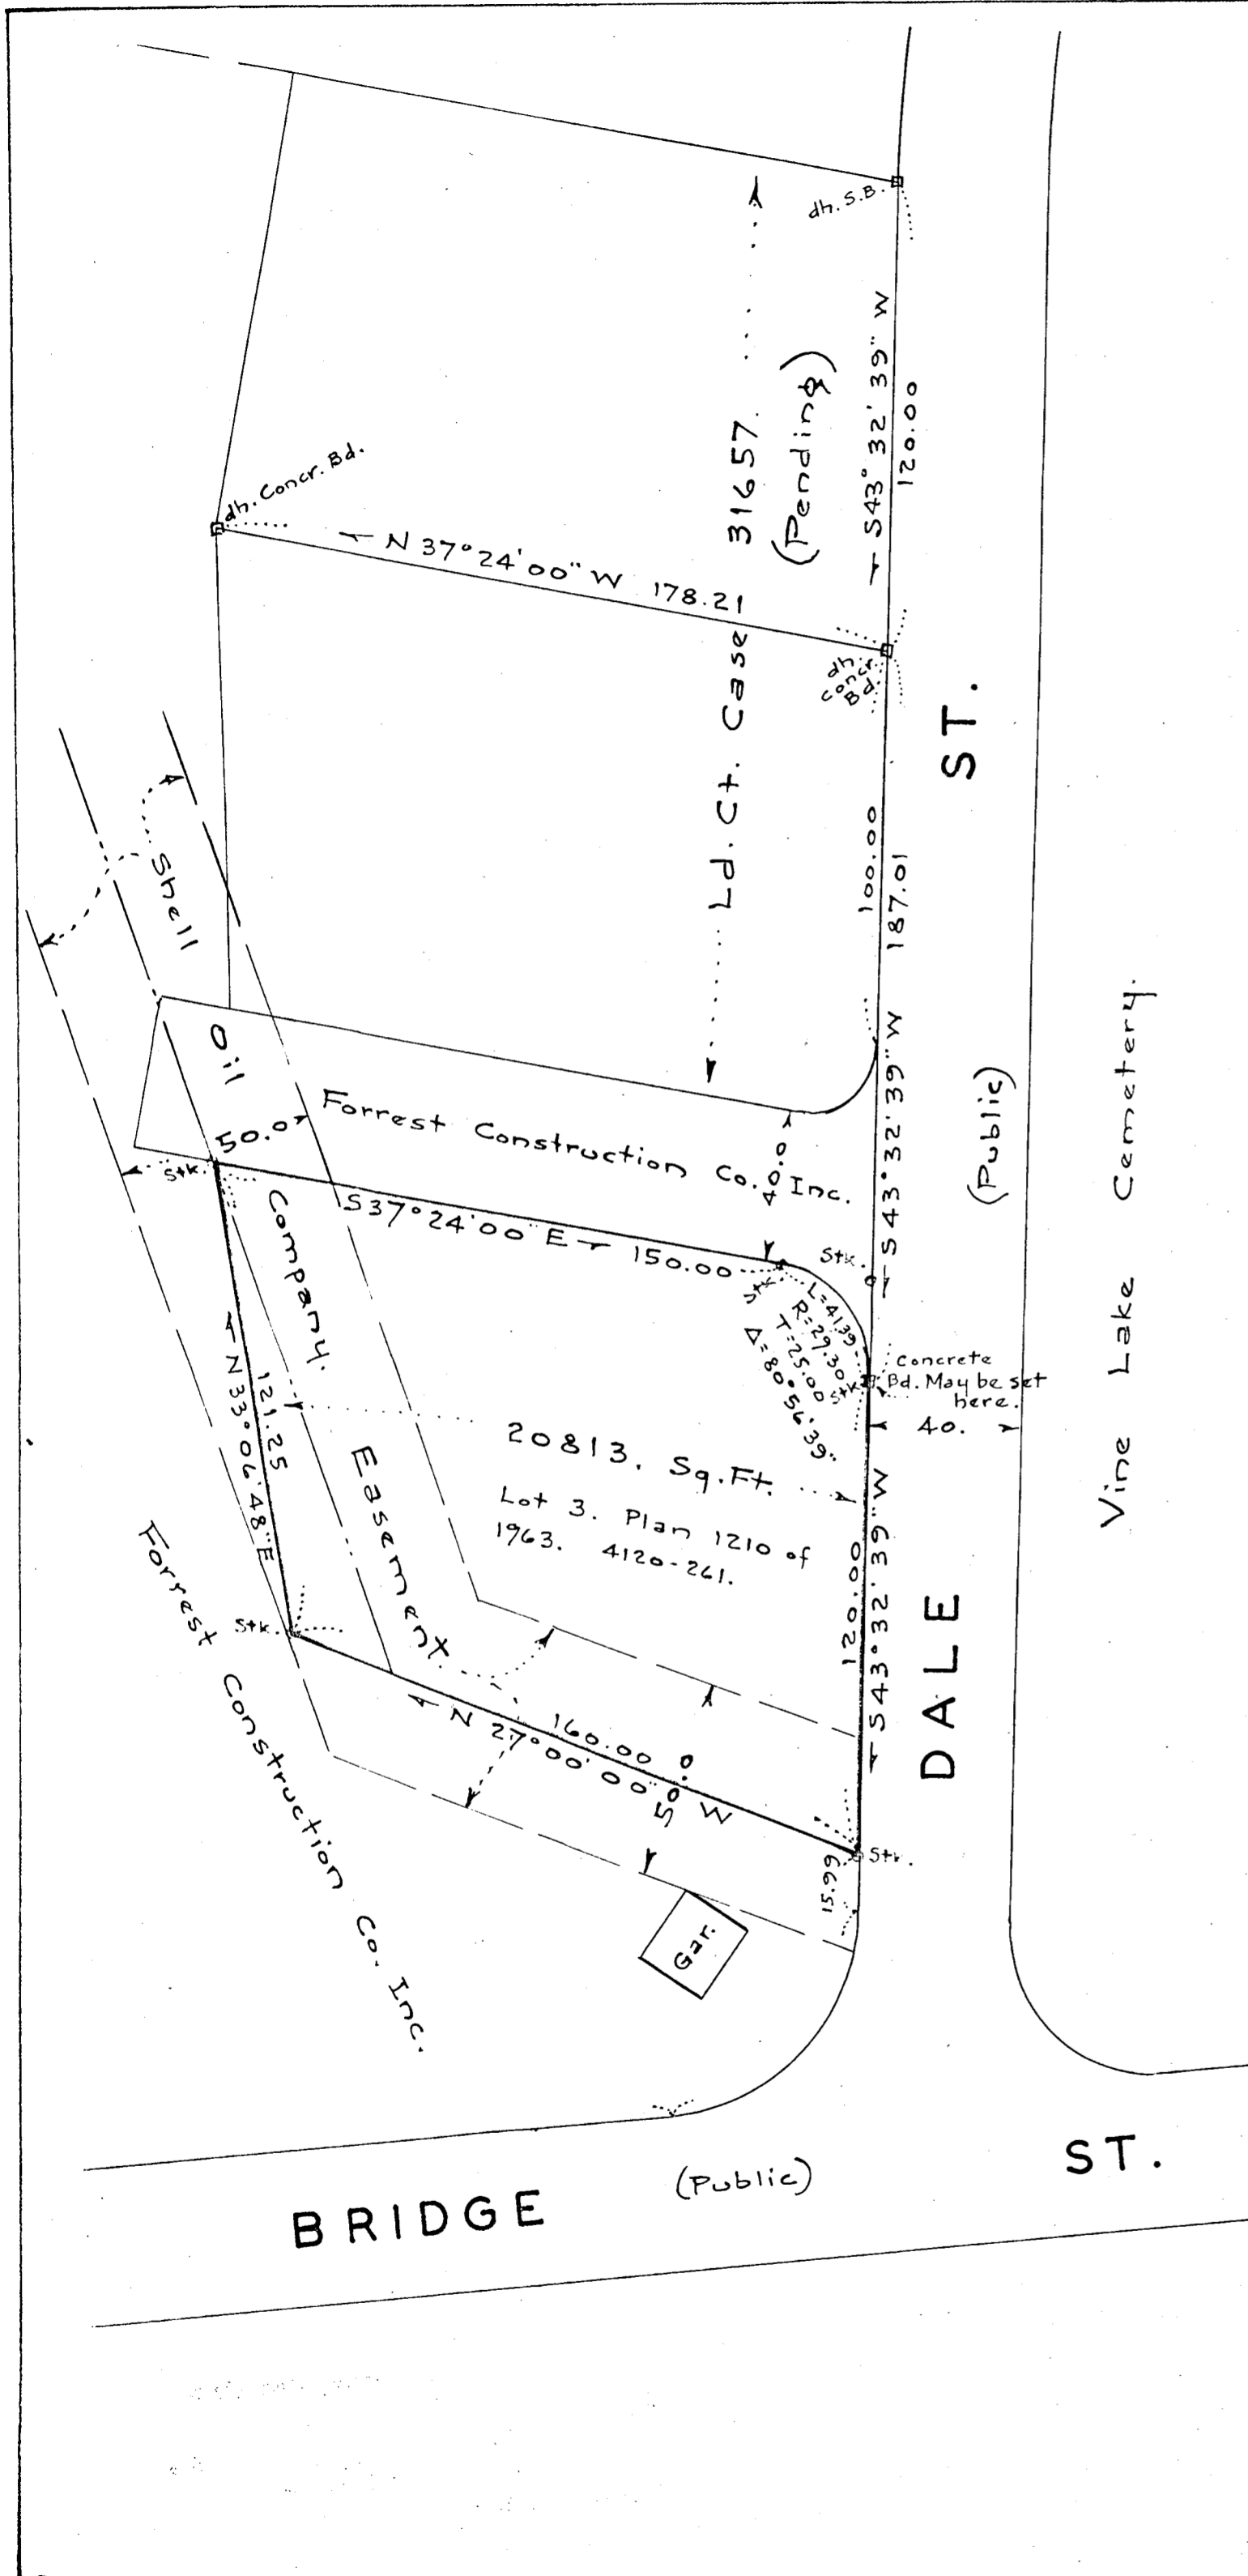 dh. S.B.
S43° 32' 39" W
120.00
31657.
(Pending)
Ld. Ct. Case
dh. Concr. Bd.
N 37° 24' 00" W 178.21
dh.
Concr.
Bd.
ST.
100.00
187.01
S43° 32' 39" W
(Public)
Vine Lake Cemetery.
Shell
Oil
Company.
Easement
50.0
Stk.
Forrest Construction Co. Inc.
40.0
S37° 24' 00" E 150.00
Stk.
Stk.
L=41.39
R=29.30
T=25.00
Δ=80° 56' 39"
Stk.
Concrete
Bd. May be set
here.
40.
N 33° 06' 48" E
121.25
20813. Sq. Ft.
Lot 3. Plan 1210 of
1963. 4120-261.
120.00
S43° 32' 39" W
DALE
Stk.
Forrest Construction Co. Inc.
160.00
N 27° 00' 00" W
50.0
15.99
Stk.
Gar.
BRIDGE
(Public)
ST.